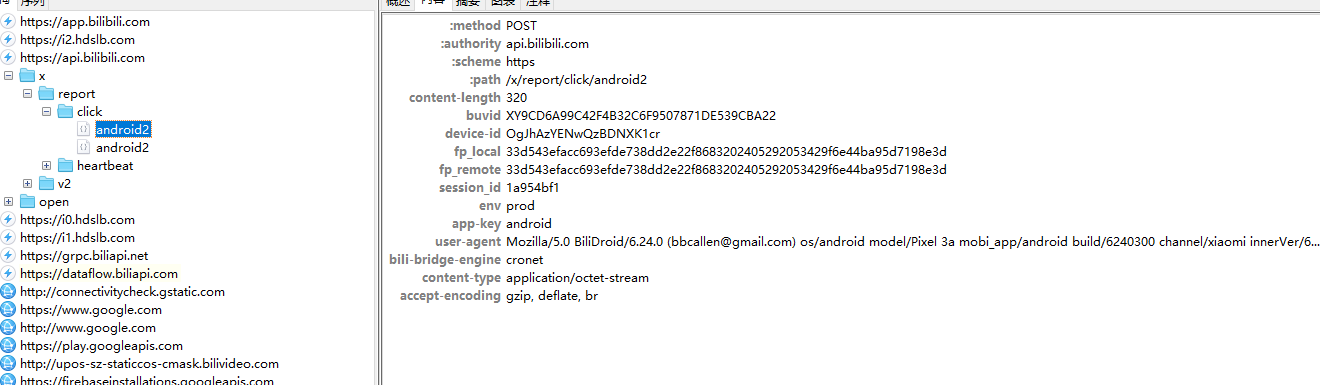 序列
https://app.bilibili.com
https://i2.hdslb.com
https://api.bilibili.com
x
report
click
android2
android2
heartbeat
v2
open
https://i0.hdslb.com
https://i1.hdslb.com
https://grpc.biliapi.net
https://dataflow.biliapi.com
http://connectivitycheck.gstatic.com
https://www.google.com
http://www.google.com
https://play.googleapis.com
http://upos-sz-staticcos-cmask.bilivideo.com
https://firebaseinstallations.googleapis.com
概述 内容 摘要 图表 注释
:method POST
:authority api.bilibili.com
:scheme https
:path /x/report/click/android2
content-length 320
buvid XY9CD6A99C42F4B32C6F9507871DE539CBA22
device-id OgJhAzYENwQzBDNXK1cr
fp_local 33d543efacc693efde738dd2e22f8683202405292053429f6e44ba95d7198e3d
fp_remote 33d543efacc693efde738dd2e22f8683202405292053429f6e44ba95d7198e3d
session_id 1a954bf1
env prod
app-key android
user-agent Mozilla/5.0 BiliDroid/6.24.0 (bbcallen@gmail.com) os/android model/Pixel 3a mobi_app/android build/6240300 channel/xiaomi innerVer/6...
bili-bridge-engine cronet
content-type application/octet-stream
accept-encoding gzip, deflate, br